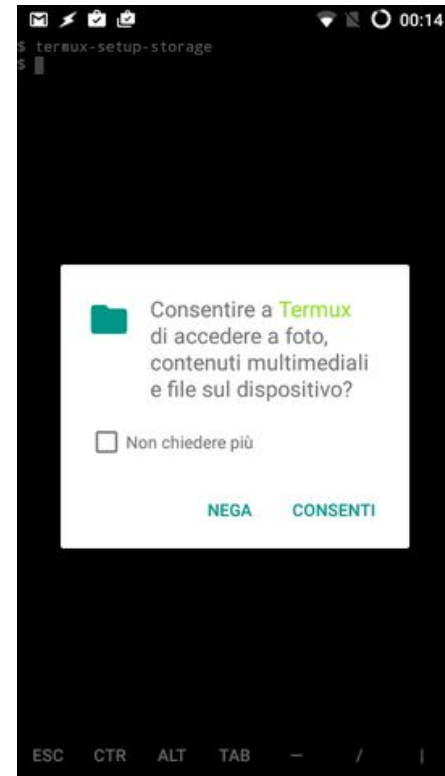 00:14
$ termux-setup-storage
$
Consentire a Termux
di accedere a foto,
contenuti multimediali
e file sul dispositivo?
Non chiedere più
NEGA CONSENTI
ESC CTR ALT TAB — / |